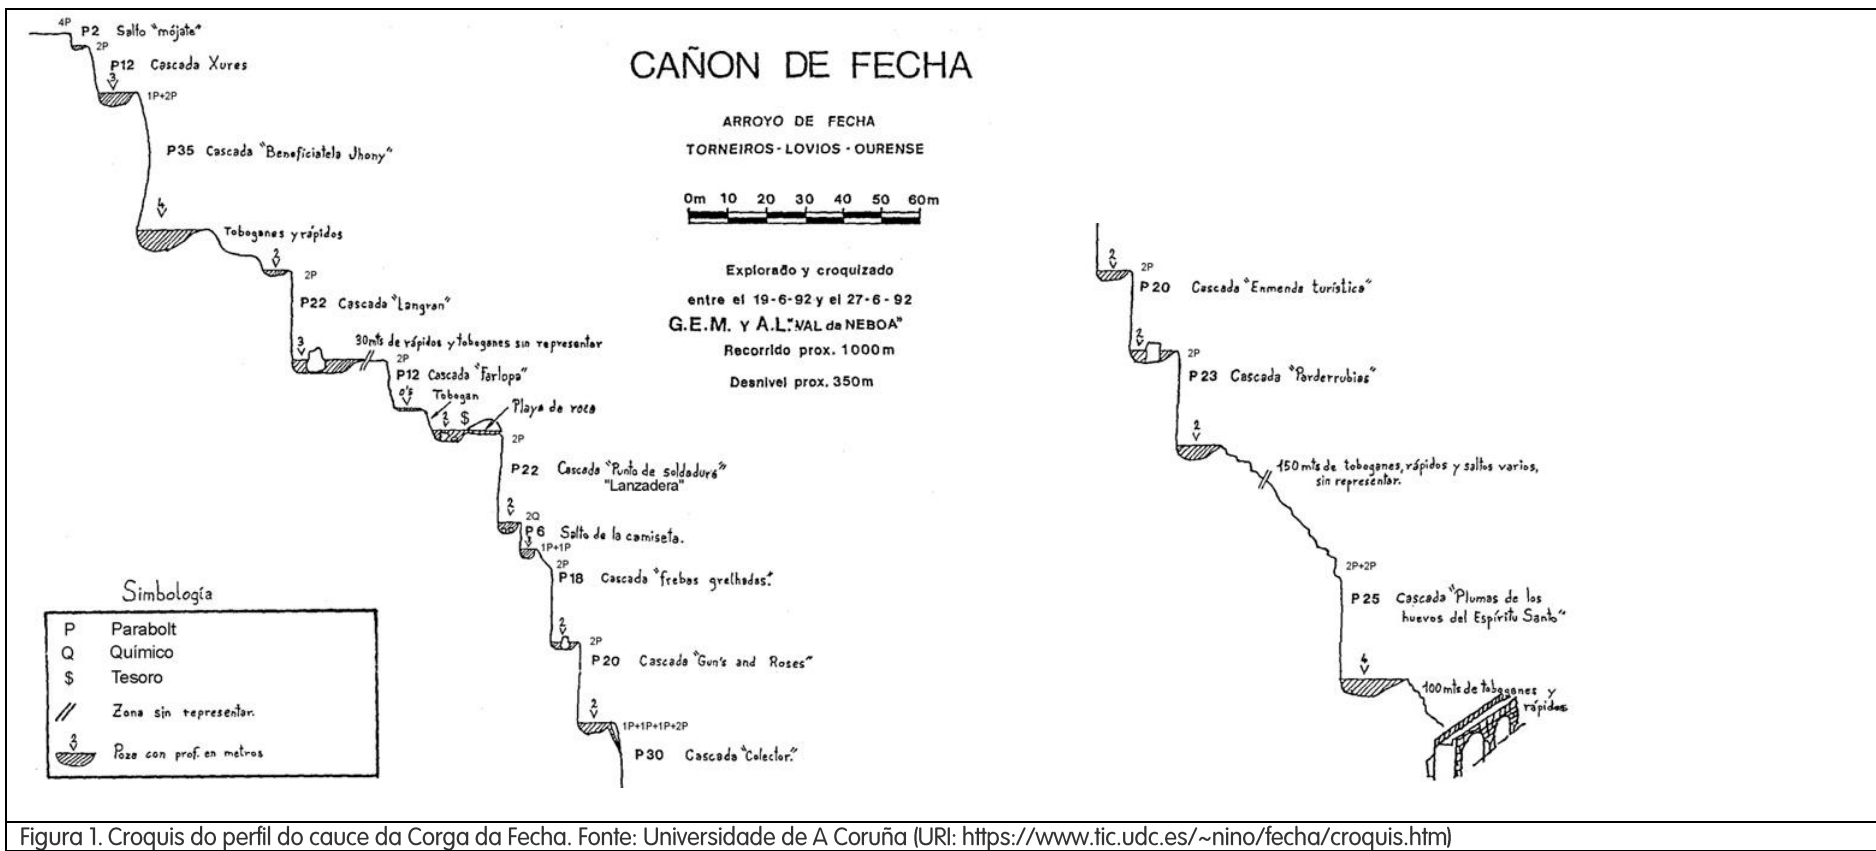 4P
P2 Salto "mójate"
2P
P12 Cascada Xures
3
1P+2P
P35 Cascada "Beneficiatela Jhony"
4
Toboganes y rápidos
2
2P
P22 Cascada "Langran"
3
30mts de rápidos y toboganes sin representar
2P
P12 Cascada "Farlopa"
0'5
Tobogan
2
$
Playa de roca
2P
P22 Cascada "Punto de soldadura"
"Lanzadera"
2
2Q
P6 Salto de la camiseta.
3
1P+1P
2P
P18 Cascada "frebas grelhadas."
2
2P
P20 Cascada "Gun's and Roses"
2
1P+1P+1P+2P
P30 Cascada "Colector."
CAÑON DE FECHA
ARROYO DE FECHA
TORNEIROS - LOVIOS - OURENSE
0m 10 20 30 40 50 60m
Explorado y croquizado
entre el 19-6-92 y el 27-6-92
G.E.M. Y A.L. "VAL da NEBOA"
Recorrido prox. 1000m
Desnivel prox. 350m
2
2P
P20 Cascada "Enmenda turística"
2
2P
P23 Cascada "Parderrubias"
2
150 mts de toboganes, rápidos y saltos varios,
sin representar.
2P+2P
P25 Cascada "Plumas de los
huevos del Espíritu Santo"
4
100 mts de toboganes y
rápidos
Simbología
P Parabolt
Q Químico
$ Tesoro
// Zona sin representar.
3
Pozo con prof. en metros
Figura 1. Croquis do perfil do cauce da Corga da Fecha. Fonte: Universidade de A Coruña (URI: https://www.tic.udc.es/~nino/fecha/croquis.htm)